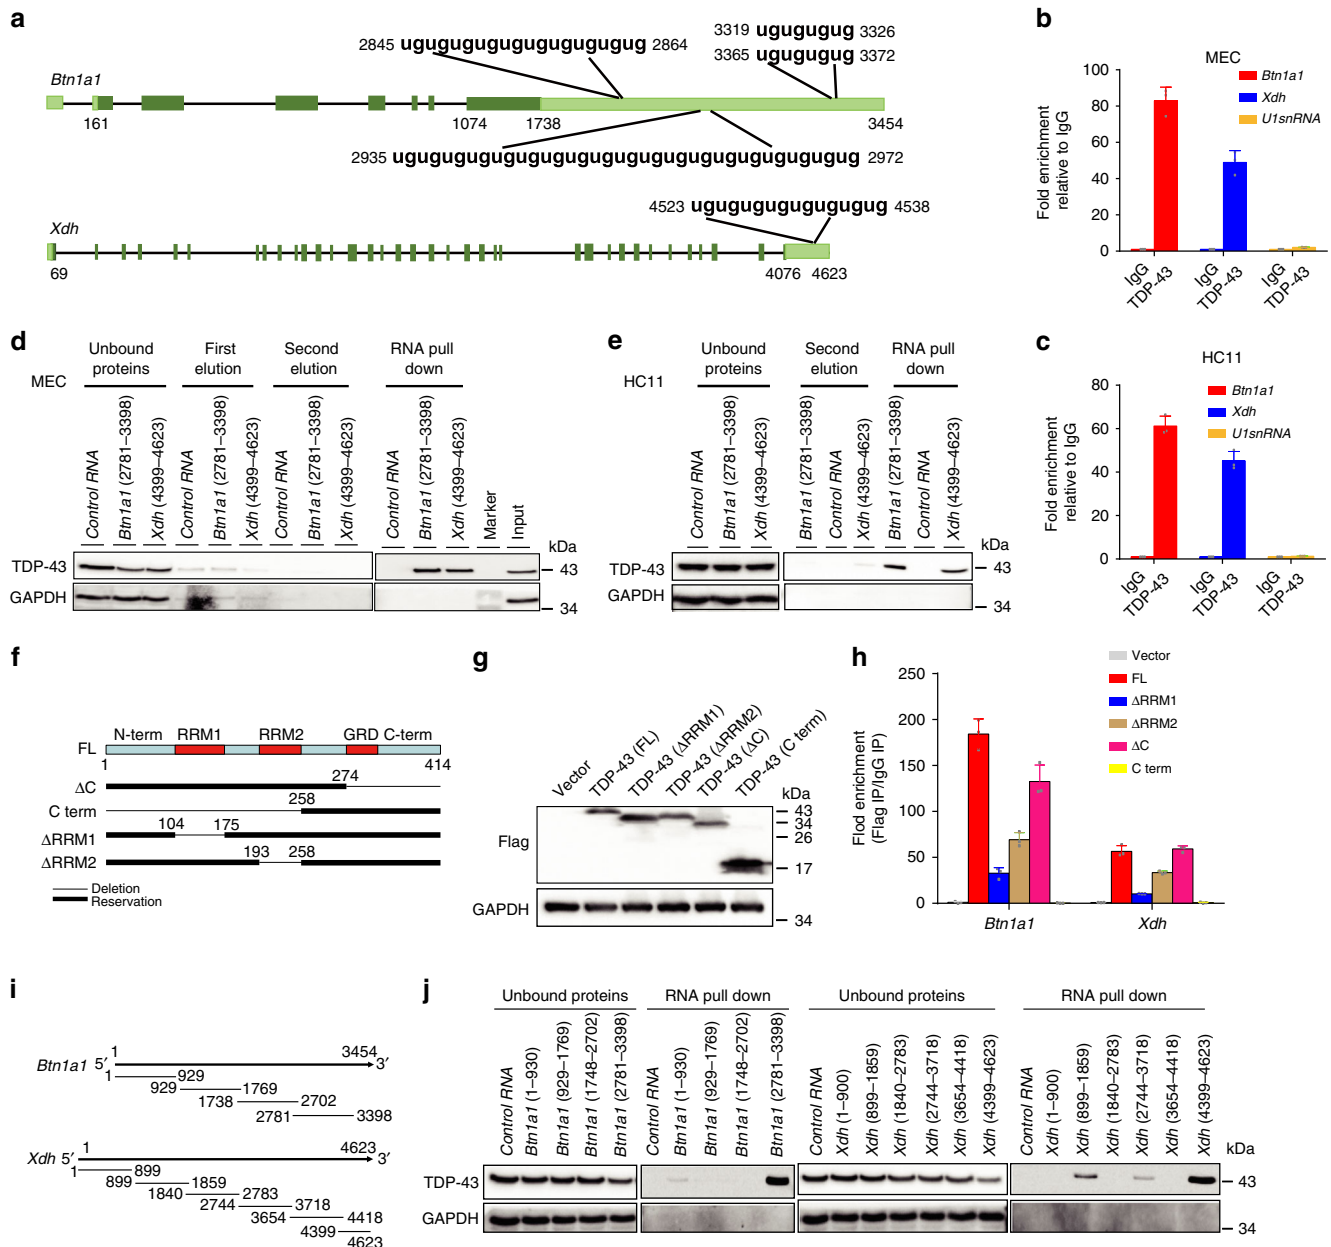 a
2845 ugugugugugugugugugug 2864
3319 ugugugug 3326
3365 ugugugug 3372
Btn1a1
161
1074
1738
3454
2935 ugugugugugugugugugugugugugugugugugugug 2972
4523 ugugugugugugugug 4538
Xdh
69
4076
4623
b
MEC
Btn1a1
Xdh
U1snRNA
Fold enrichment
relative to IgG
100
80
60
40
20
0
IgG
TDP-43
IgG
TDP-43
IgG
TDP-43
c
HC11
Btn1a1
Xdh
U1snRNA
Fold enrichment
relative to IgG
80
60
40
20
0
IgG
TDP-43
IgG
TDP-43
IgG
TDP-43
d
MEC
Unbound
proteins
First
elution
Second
elution
RNA pull
down
Control RNA
Btn1a1 (2781–3398)
Xdh (4399–4623)
Control RNA
Btn1a1 (2781–3398)
Xdh (4399–4623)
Control RNA
Btn1a1 (2781–3398)
Xdh (4399–4623)
Control RNA
Btn1a1 (2781–3398)
Xdh (4399–4623)
Marker
Input
kDa
TDP-43
43
GAPDH
34
e
HC11
Unbound
proteins
Second
elution
RNA pull
down
Control RNA
Btn1a1 (2781–3398)
Xdh (4399–4623)
Btn1a1 (2781–3398)
Control RNA
Xdh (4399–4623)
Btn1a1 (2781–3398)
Control RNA
Xdh (4399–4623)
kDa
TDP-43
43
GAPDH
34
f
N-term RRM1 RRM2 GRD C-term
FL
1
414
274
ΔC
258
C term
104 175
ΔRRM1
193 258
ΔRRM2
Deletion
Reservation
g
Vector
TDP-43 (FL)
TDP-43 (ΔRRM1)
TDP-43 (ΔRRM2)
TDP-43 (ΔC)
TDP-43 (C term)
kDa
Flag
43
34
26
17
GAPDH
34
h
Vector
FL
ΔRRM1
ΔRRM2
ΔC
C term
Flod enrichment
(Flag IP/IgG IP)
250
200
150
100
50
0
Btn1a1
Xdh
i
Btn1a1 5′ 1 3454 3′
1 929
929 1769
1738 2702
2781 3398
Xdh 5′ 1 4623 3′
1 899
899 1859
1840 2783
2744 3718
3654 4418
4399 4623
j
Unbound proteins
RNA pull down
Unbound proteins
RNA pull down
Control RNA
Btn1a1 (1–930)
Btn1a1 (929–1769)
Btn1a1 (1748–2702)
Btn1a1 (2781–3398)
Control RNA
Btn1a1 (1–930)
Btn1a1 (929–1769)
Btn1a1 (1748–2702)
Btn1a1 (2781–3398)
Control RNA
Xdh (1–900)
Xdh (899–1859)
Xdh (1840–2783)
Xdh (2744–3718)
Xdh (3654–4418)
Xdh (4399–4623)
Control RNA
Xdh (1–900)
Xdh (899–1859)
Xdh (1840–2783)
Xdh (2744–3718)
Xdh (3654–4418)
Xdh (4399–4623)
kDa
TDP-43
43
GAPDH
34